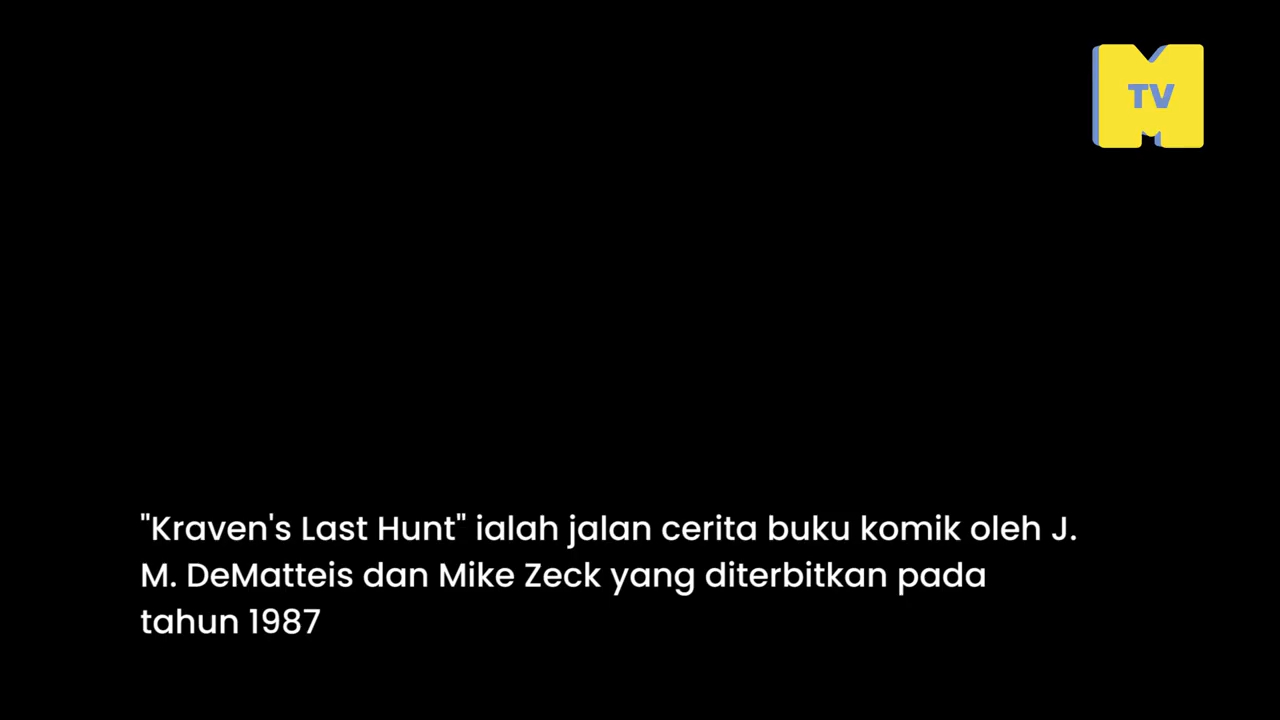 TV
"Kraven's Last Hunt" ialah jalan cerita buku komik oleh J.
M. DeMatteis dan Mike Zeck yang diterbitkan pada
tahun 1987